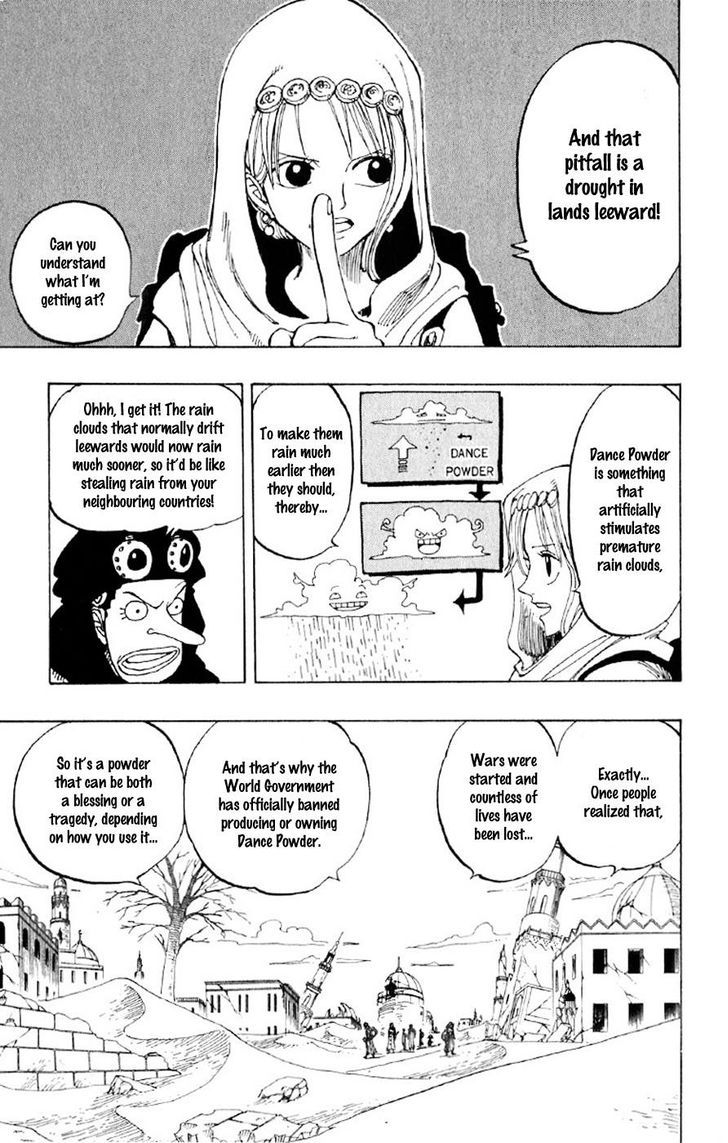 And that
pitfall is a
drought in
lands leeward!
Can you
understand
what I'm
getting at?
Dance Powder
is something
that
artificially
stimulates
premature
rain clouds,
DANCE
POWDER
To make them
rain much
earlier then
they should,
thereby...
Ohhh, I get it! The rain
clouds that normally drift
leewards would now rain
much sooner, so it'd be like
stealing rain from your
neighbouring countries!
Exactly...
Once people
realized that,
Wars were
started and
countless of
lives have
been lost...
And that's why the
World Government
has officially banned
producing or owning
Dance Powder.
So it's a powder
that can be both
a blessing or a
tragedy, depending
on how you use it...